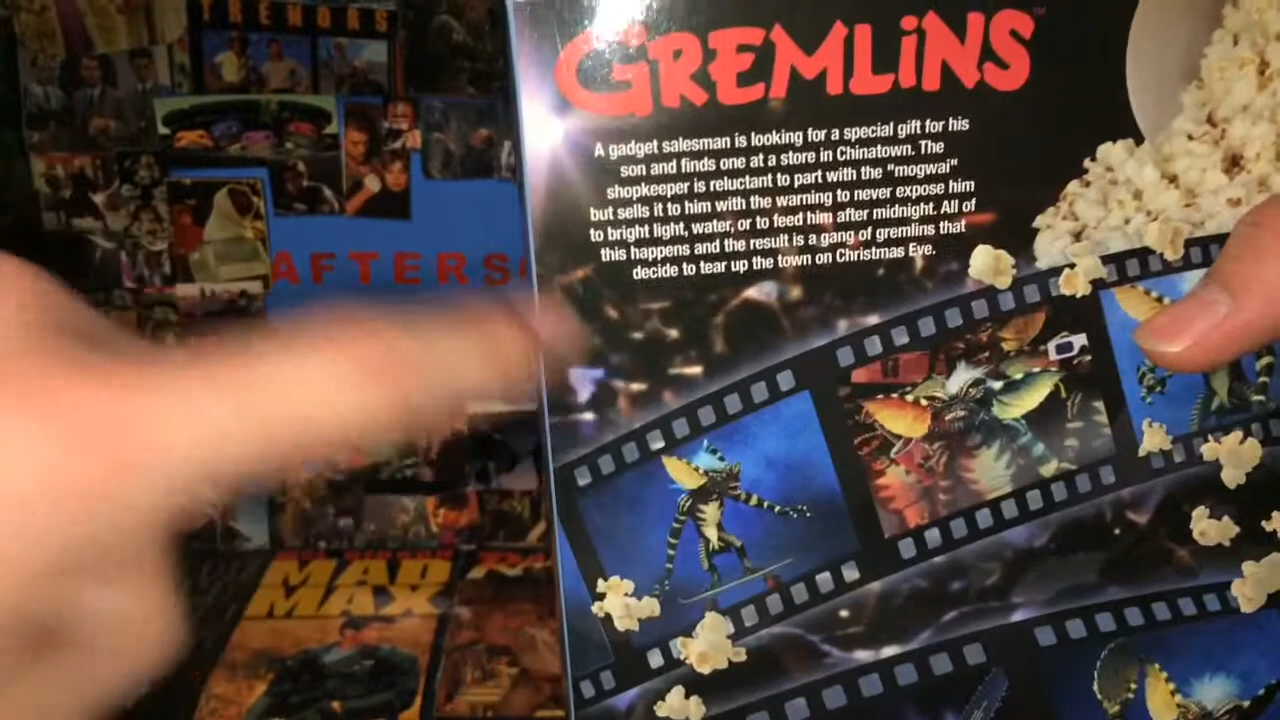 TREMORS
GREMLiNS™
A gadget salesman is looking for a special gift for his
son and finds one at a store in Chinatown. The
shopkeeper is reluctant to part with the "mogwai"
but sells it to him with the warning to never expose him
to bright light, water, or to feed him after midnight. All of
this happens and the result is a gang of gremlins that
decide to tear up the town on Christmas Eve.
AFTERS
MAD
MAX